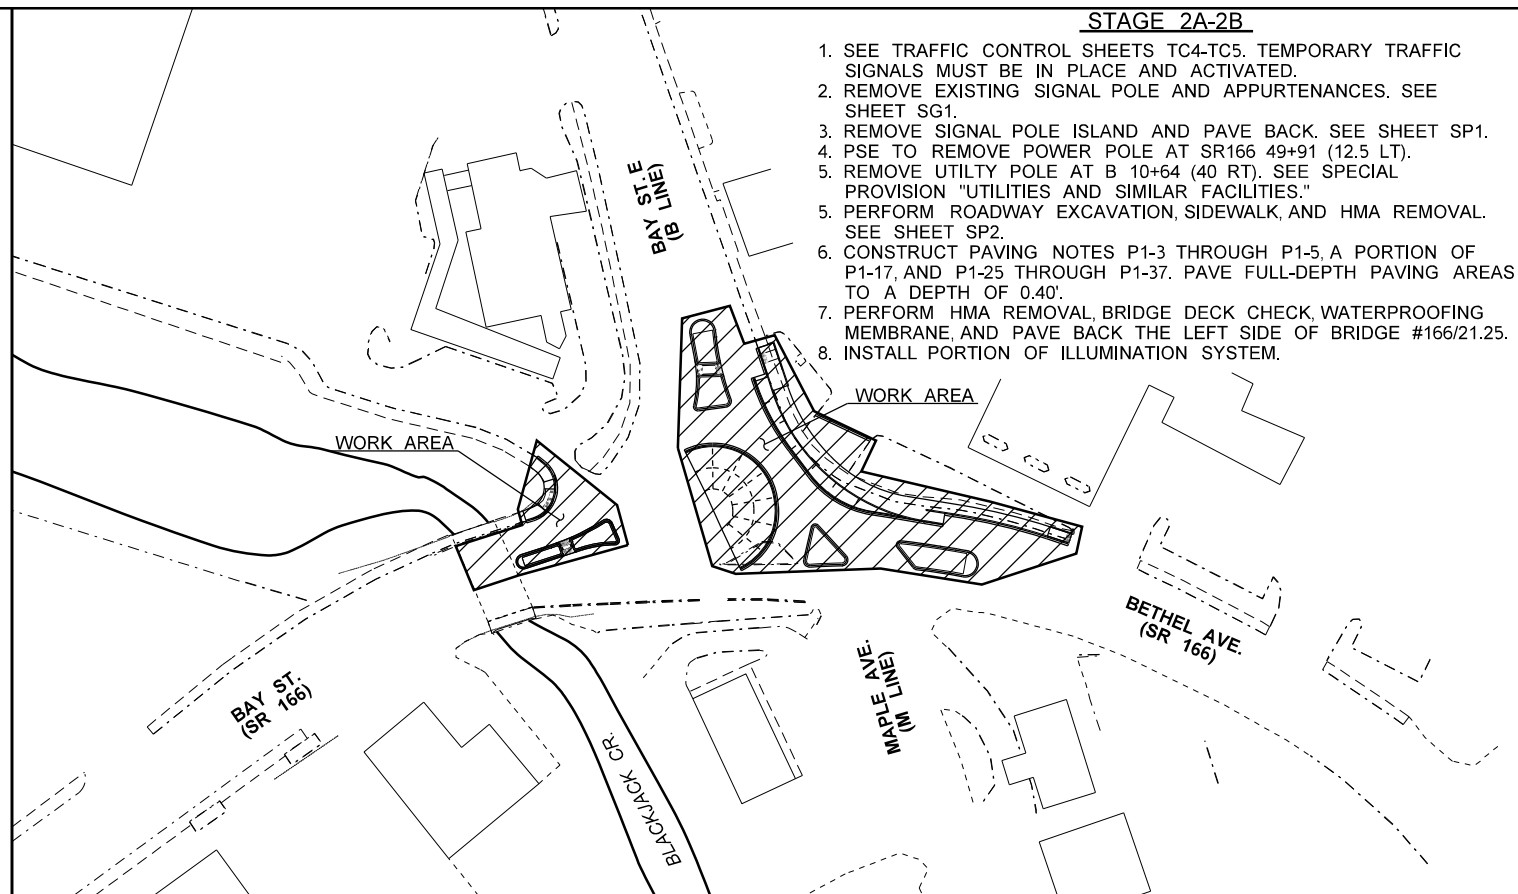 STAGE 2A-2B
1. SEE TRAFFIC CONTROL SHEETS TC4-TC5. TEMPORARY TRAFFIC
SIGNALS MUST BE IN PLACE AND ACTIVATED.
2. REMOVE EXISTING SIGNAL POLE AND APPURTENANCES. SEE
SHEET SG1.
3. REMOVE SIGNAL POLE ISLAND AND PAVE BACK. SEE SHEET SP1.
4. PSE TO REMOVE POWER POLE AT SR166 49+91 (12.5 LT).
5. REMOVE UTILTY POLE AT B 10+64 (40 RT). SEE SPECIAL
PROVISION "UTILITIES AND SIMILAR FACILITIES."
5. PERFORM ROADWAY EXCAVATION, SIDEWALK, AND HMA REMOVAL.
SEE SHEET SP2.
6. CONSTRUCT PAVING NOTES P1-3 THROUGH P1-5, A PORTION OF
P1-17, AND P1-25 THROUGH P1-37. PAVE FULL-DEPTH PAVING AREAS
TO A DEPTH OF 0.40'.
7. PERFORM HMA REMOVAL, BRIDGE DECK CHECK, WATERPROOFING
MEMBRANE, AND PAVE BACK THE LEFT SIDE OF BRIDGE #166/21.25.
8. INSTALL PORTION OF ILLUMINATION SYSTEM.
BAY ST. E
(B LINE)
WORK AREA
WORK AREA
BETHEL AVE.
(SR 166)
MAPLE AVE.
(M LINE)
BAY ST.
(SR 166)
BLACKJACK CR.